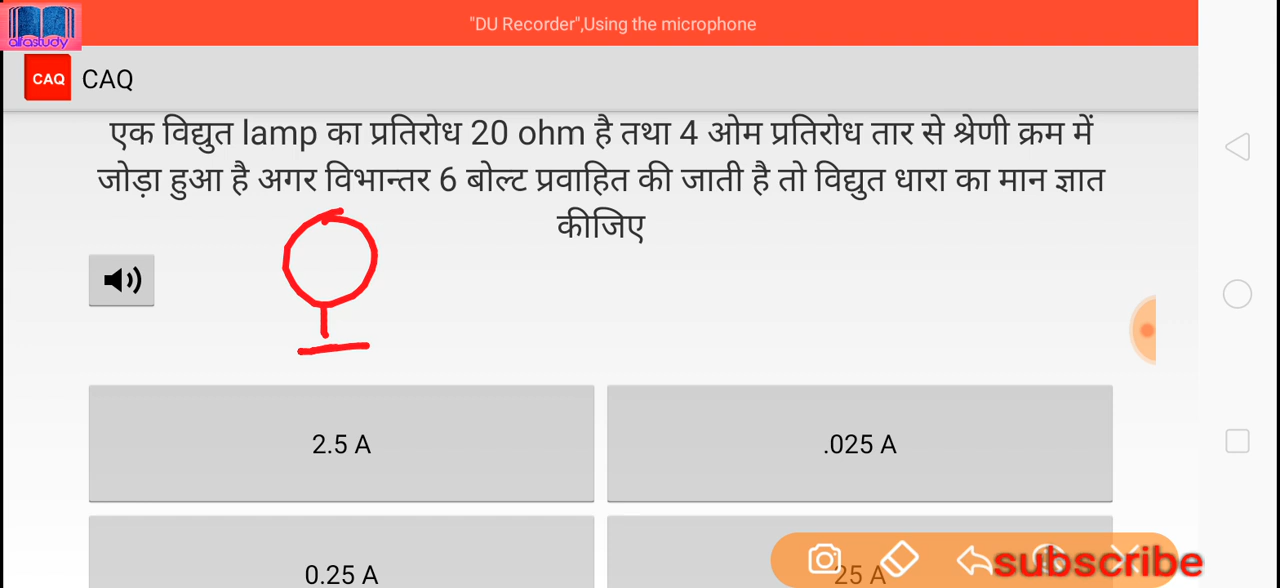 "DU Recorder",Using the microphone
alfastudy
CAQ CAQ
एक विद्युत lamp का प्रतिरोध 20 ohm है तथा 4 ओम प्रतिरोध तार से श्रेणी क्रम में
जोड़ा हुआ है अगर विभान्तर 6 बोल्ट प्रवाहित की जाती है तो विद्युत धारा का मान ज्ञात
कीजिए
2.5 A
.025 A
0.25 A
25 A
subscribe